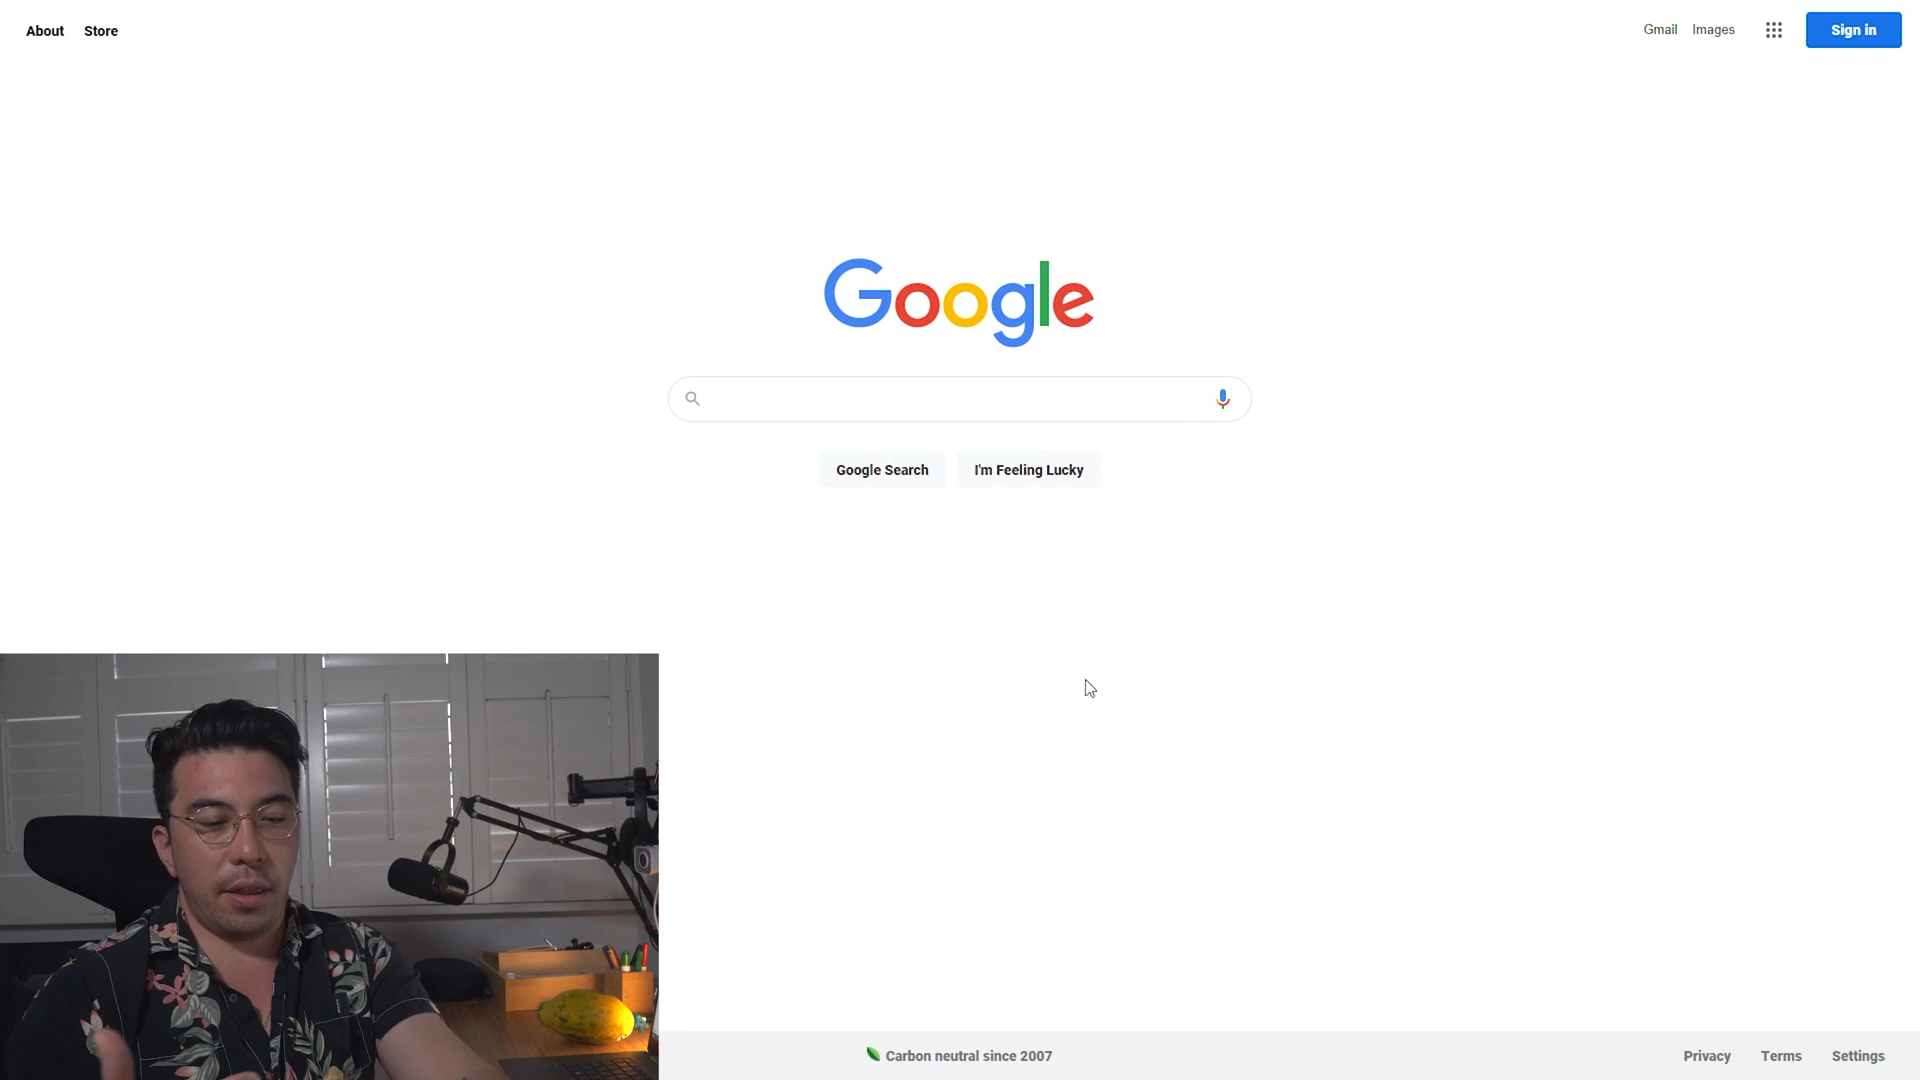 About Store
Gmail Images
Sign in
Google
Google Search
I'm Feeling Lucky
Carbon neutral since 2007
Privacy Terms Settings